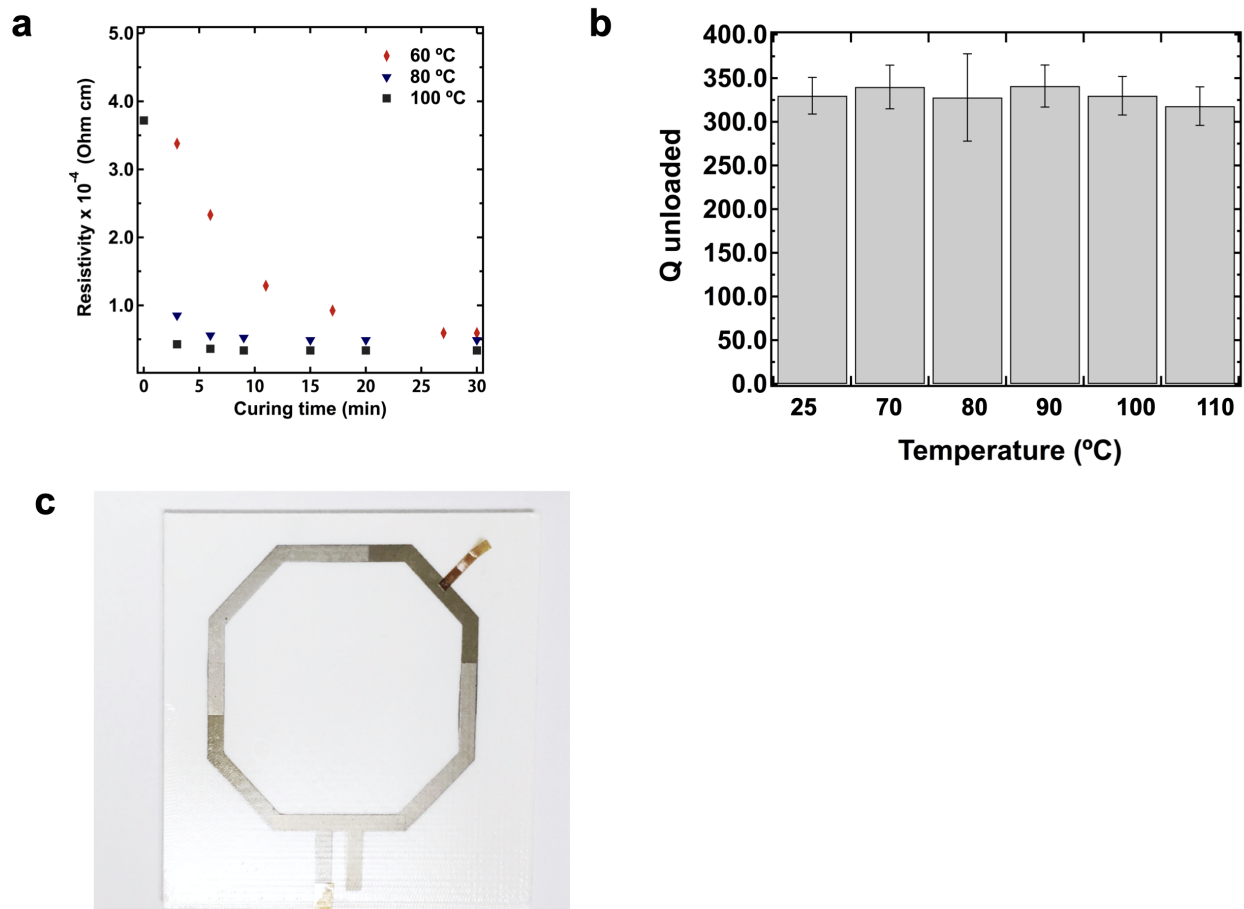 a
5.0
4.0
3.0
2.0
1.0
Resistivity x 10⁻⁴ (Ohm cm)
60 ºC
80 ºC
100 ºC
0 5 10 15 20 25 30
Curing time (min)
b
400.0
350.0
300.0
250.0
200.0
150.0
100.0
50.0
0.0
Q unloaded
25 70 80 90 100 110
Temperature (ºC)
c